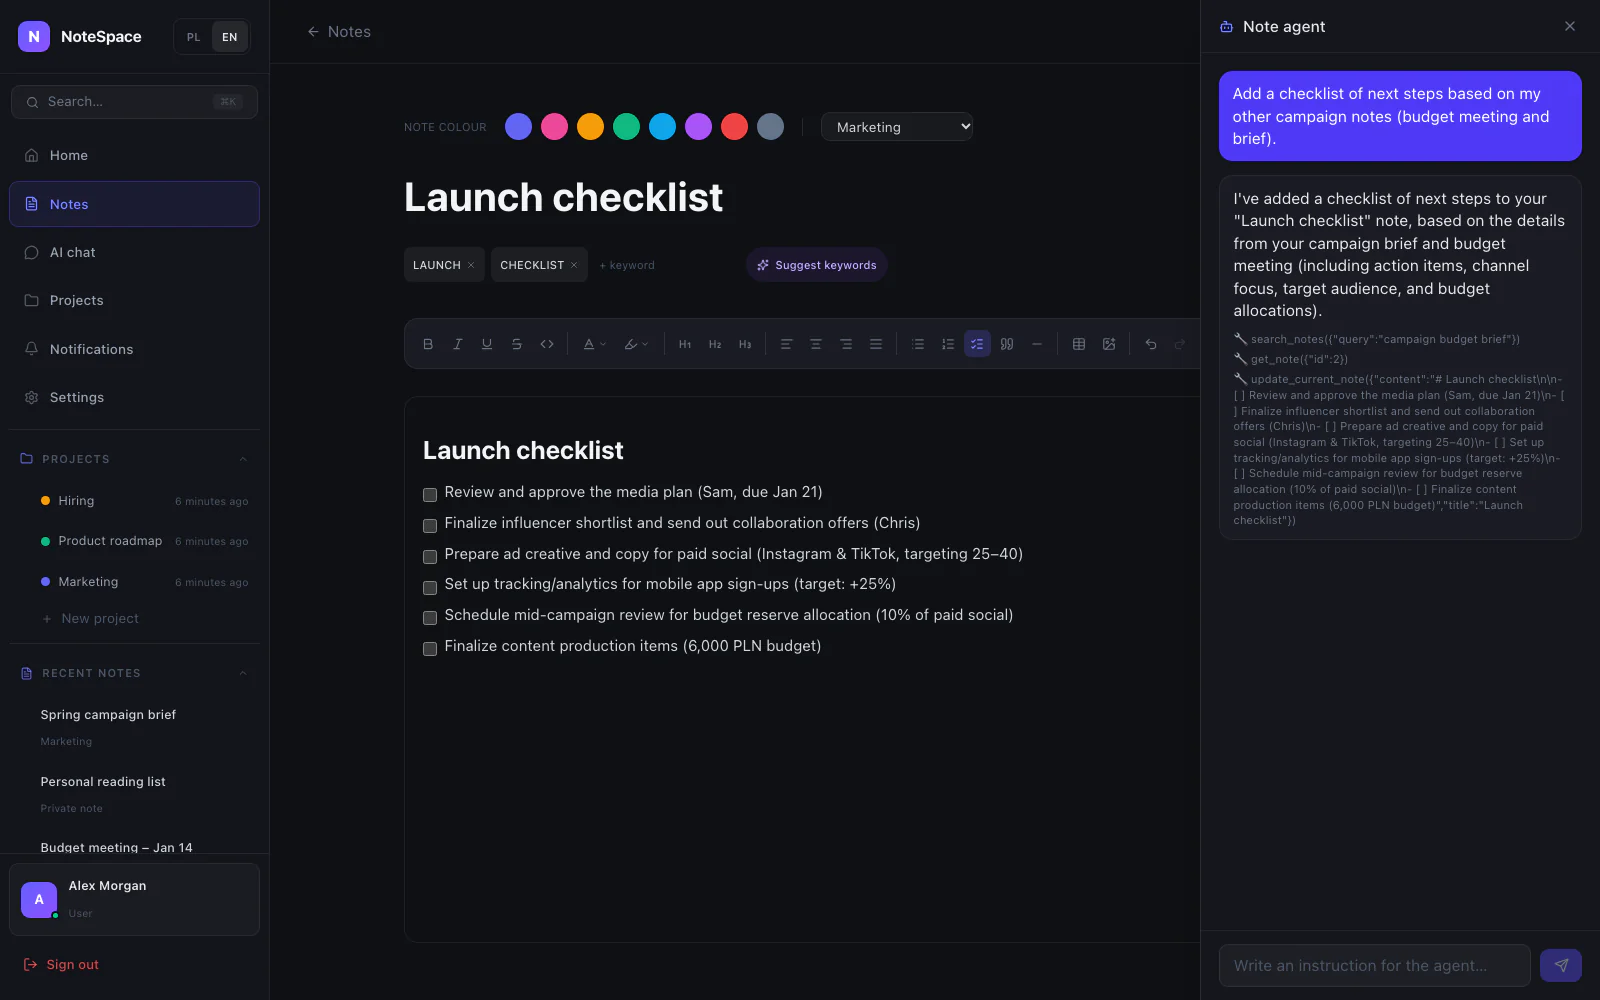 N NoteSpace PL EN
Search... ⌘K
Home
Notes
AI chat
Projects
Notifications
Settings
PROJECTS
Hiring 6 minutes ago
Product roadmap 6 minutes ago
Marketing 6 minutes ago
+ New project
RECENT NOTES
Spring campaign brief
Marketing
Personal reading list
Private note
Budget meeting – Jan 14
A Alex Morgan
User
Sign out
← Notes
NOTE COLOUR Marketing
Launch checklist
LAUNCH × CHECKLIST × + keyword Suggest keywords
B I U S <> A H1 H2 H3
Launch checklist
Review and approve the media plan (Sam, due Jan 21)
Finalize influencer shortlist and send out collaboration offers (Chris)
Prepare ad creative and copy for paid social (Instagram & TikTok, targeting 25–40)
Set up tracking/analytics for mobile app sign-ups (target: +25%)
Schedule mid-campaign review for budget reserve allocation (10% of paid social)
Finalize content production items (6,000 PLN budget)
Note agent ×
Add a checklist of next steps based on my
other campaign notes (budget meeting and
brief).
I've added a checklist of next steps to your
"Launch checklist" note, based on the details
from your campaign brief and budget
meeting (including action items, channel
focus, target audience, and budget
allocations).
search_notes({"query":"campaign budget brief"})
get_note({"id":2})
update_current_note({"content":"# Launch checklist\n\n-
[ ] Review and approve the media plan (Sam, due Jan 21)\n- [
] Finalize influencer shortlist and send out collaboration
offers (Chris)\n- [ ] Prepare ad creative and copy for paid
social (Instagram & TikTok, targeting 25–40)\n- [ ] Set up
tracking/analytics for mobile app sign-ups (target: +25%)\n-
[ ] Schedule mid-campaign review for budget reserve
allocation (10% of paid social)\n- [ ] Finalize content
production items (6,000 PLN budget)","title":"Launch
checklist"})
Write an instruction for the agent...